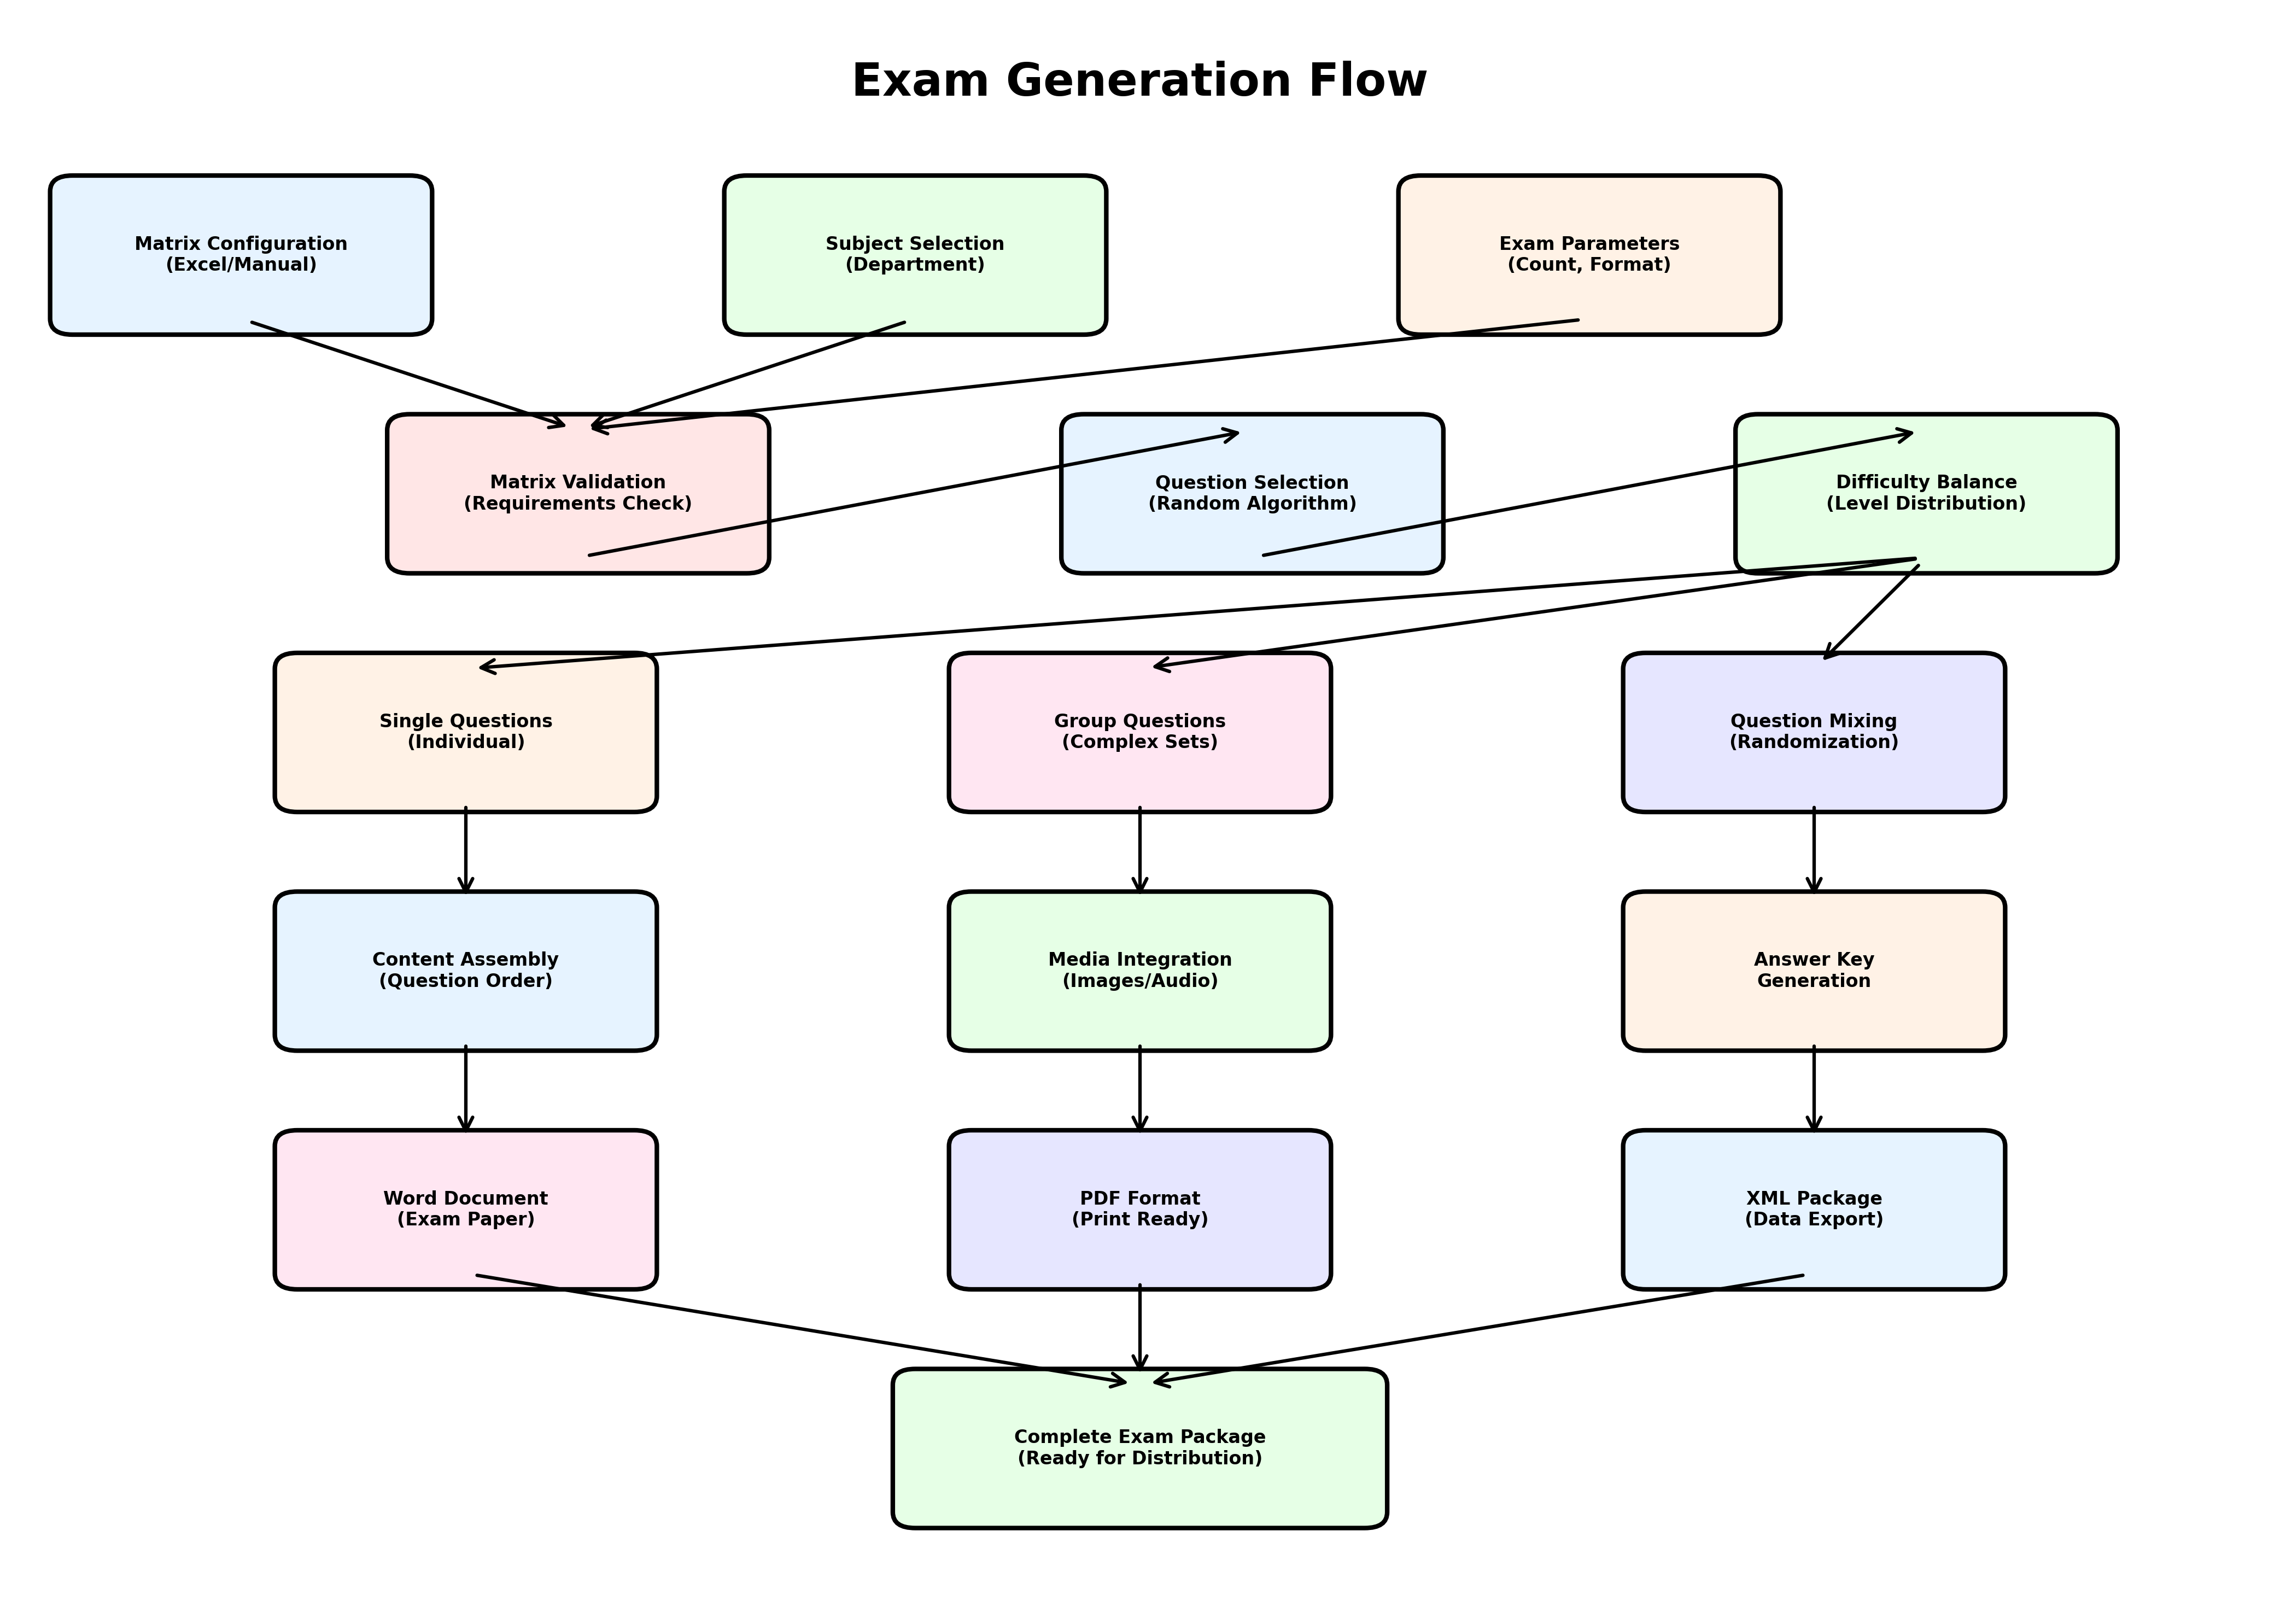 Exam Generation Flow
Matrix Configuration
(Excel/Manual)
Subject Selection
(Department)
Exam Parameters
(Count, Format)
Matrix Validation
(Requirements Check)
Question Selection
(Random Algorithm)
Difficulty Balance
(Level Distribution)
Single Questions
(Individual)
Group Questions
(Complex Sets)
Question Mixing
(Randomization)
Content Assembly
(Question Order)
Media Integration
(Images/Audio)
Answer Key
Generation
Word Document
(Exam Paper)
PDF Format
(Print Ready)
XML Package
(Data Export)
Complete Exam Package
(Ready for Distribution)